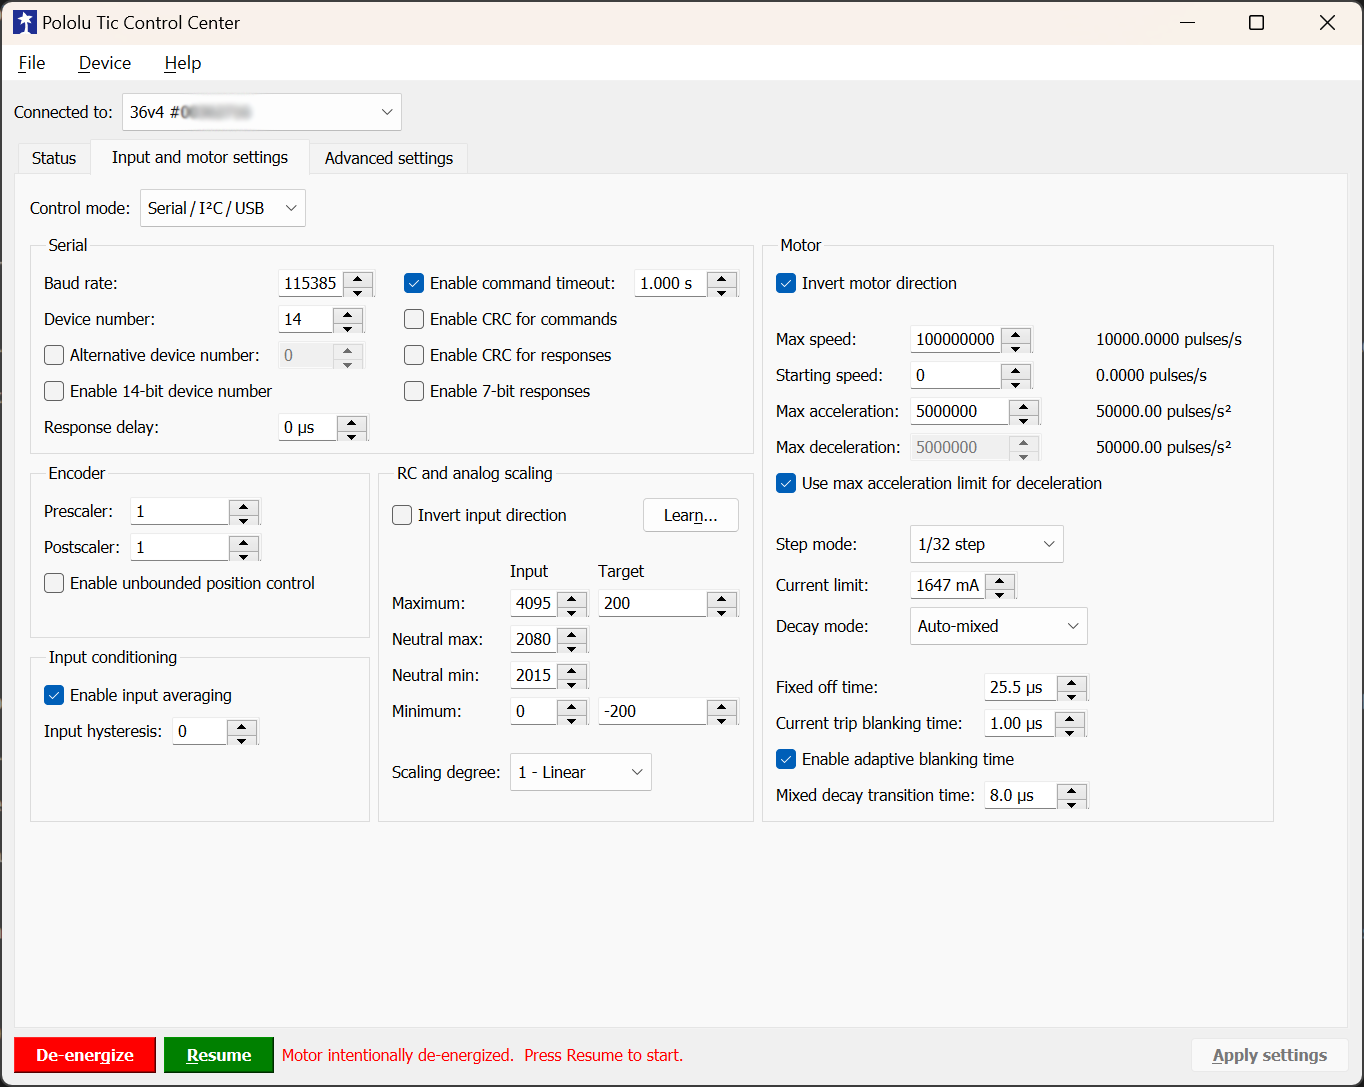 Pololu Tic Control Center
File Device Help
Connected to: 36v4
Status Input and motor settings Advanced settings
Control mode: Serial / I²C / USB
Serial
Baud rate: 115385
Device number: 14
Alternative device number: 0
Enable 14-bit device number
Response delay: 0 µs
Enable command timeout: 1.000 s
Enable CRC for commands
Enable CRC for responses
Enable 7-bit responses
Encoder
Prescaler: 1
Postscaler: 1
Enable unbounded position control
Input conditioning
Enable input averaging
Input hysteresis: 0
RC and analog scaling
Invert input direction Learn...
Input Target
Maximum: 4095 200
Neutral max: 2080
Neutral min: 2015
Minimum: 0 -200
Scaling degree: 1 - Linear
Motor
Invert motor direction
Max speed: 100000000 10000.0000 pulses/s
Starting speed: 0 0.0000 pulses/s
Max acceleration: 5000000 50000.00 pulses/s²
Max deceleration: 5000000 50000.00 pulses/s²
Use max acceleration limit for deceleration
Step mode: 1/32 step
Current limit: 1647 mA
Decay mode: Auto-mixed
Fixed off time: 25.5 µs
Current trip blanking time: 1.00 µs
Enable adaptive blanking time
Mixed decay transition time: 8.0 µs
De-energize Resume Motor intentionally de-energized. Press Resume to start. Apply settings